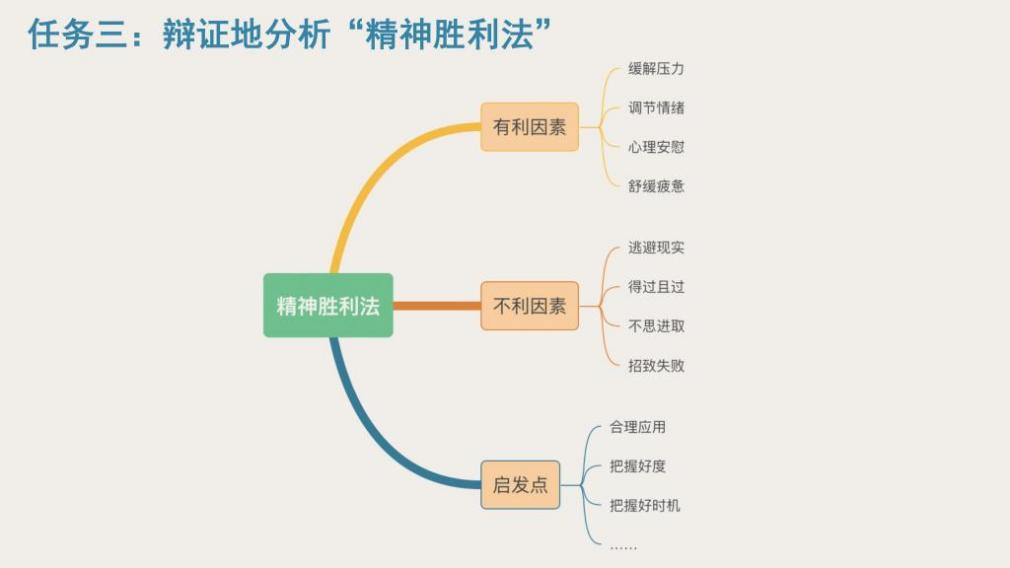 任务三：辩证地分析“精神胜利法”
缓解压力
调节情绪
有利因素
心理安慰
舒缓疲惫
逃避现实
得过且过
精神胜利法
不利因素
不思进取
招致失败
合理应用
把握好度
启发点
把握好时机
……